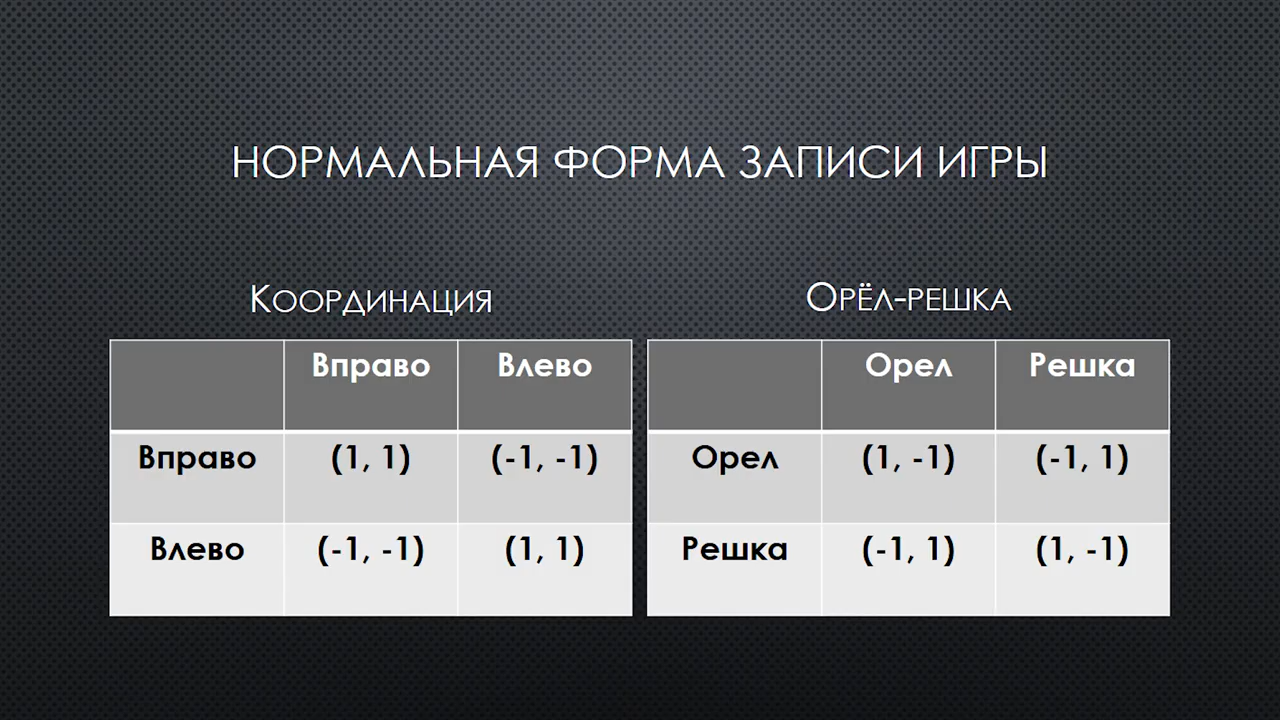 НОРМАЛЬНАЯ ФОРМА ЗАПИСИ ИГРЫ
КООРДИНАЦИЯ
Вправо Влево
Вправо (1, 1) (-1, -1)
Влево (-1, -1) (1, 1)
ОРЁЛ-РЕШКА
Орел Решка
Орел (1, -1) (-1, 1)
Решка (-1, 1) (1, -1)